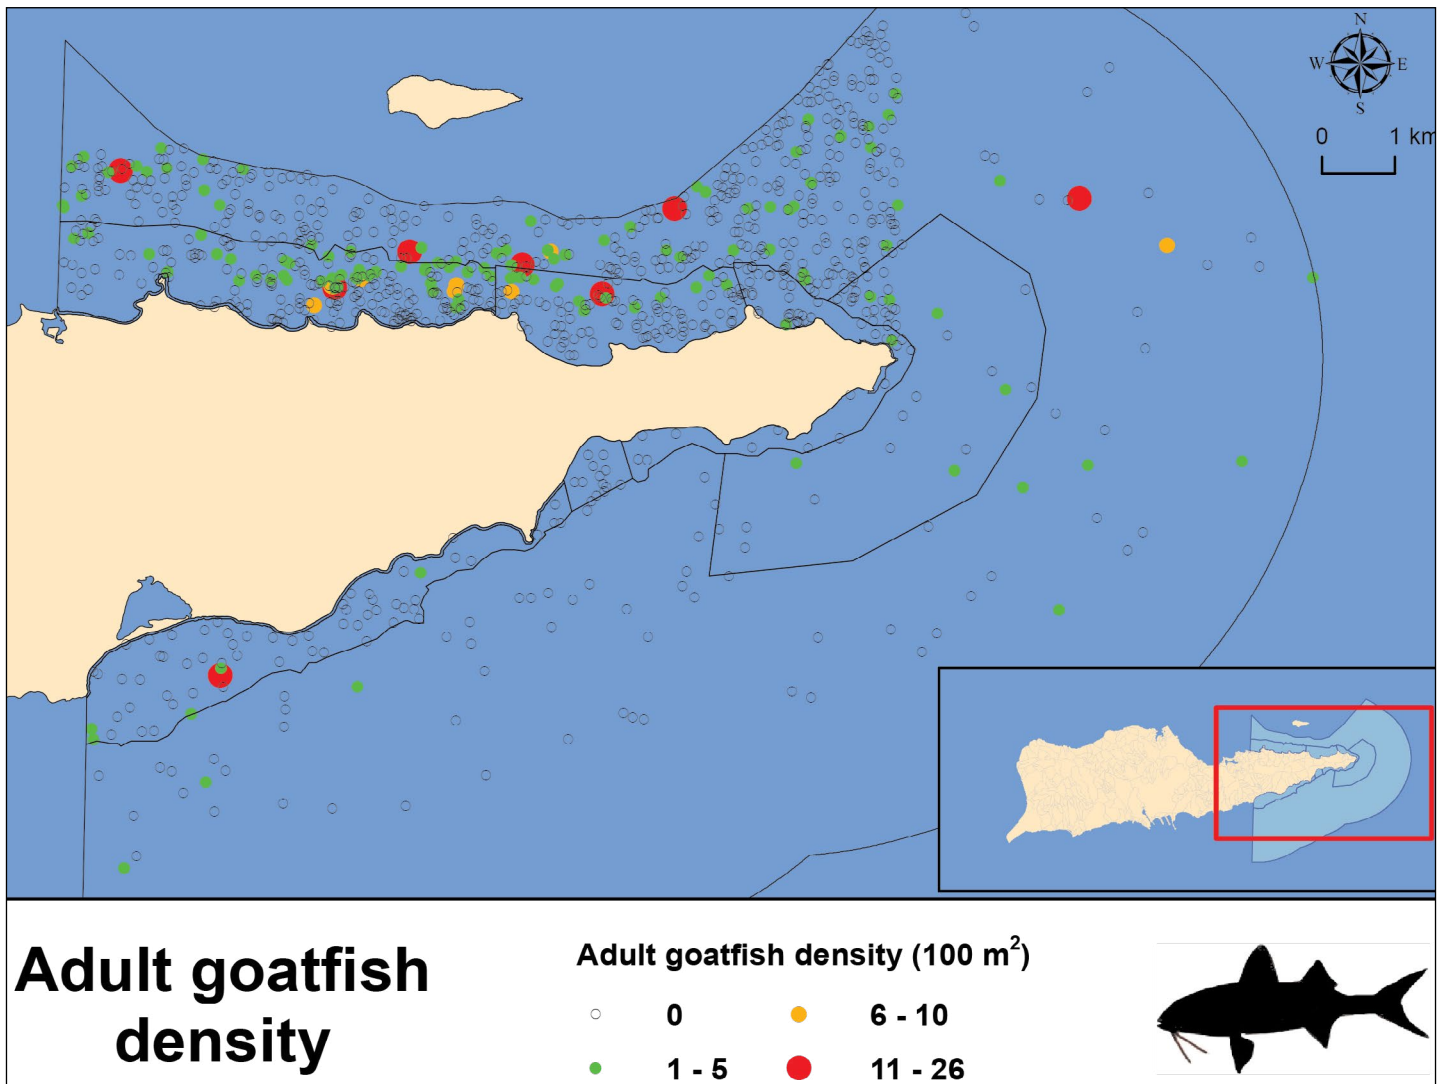 N
W E
S
0 1 km
Adult goatfish
density
Adult goatfish density (100 m²)
0
6 - 10
1 - 5
11 - 26